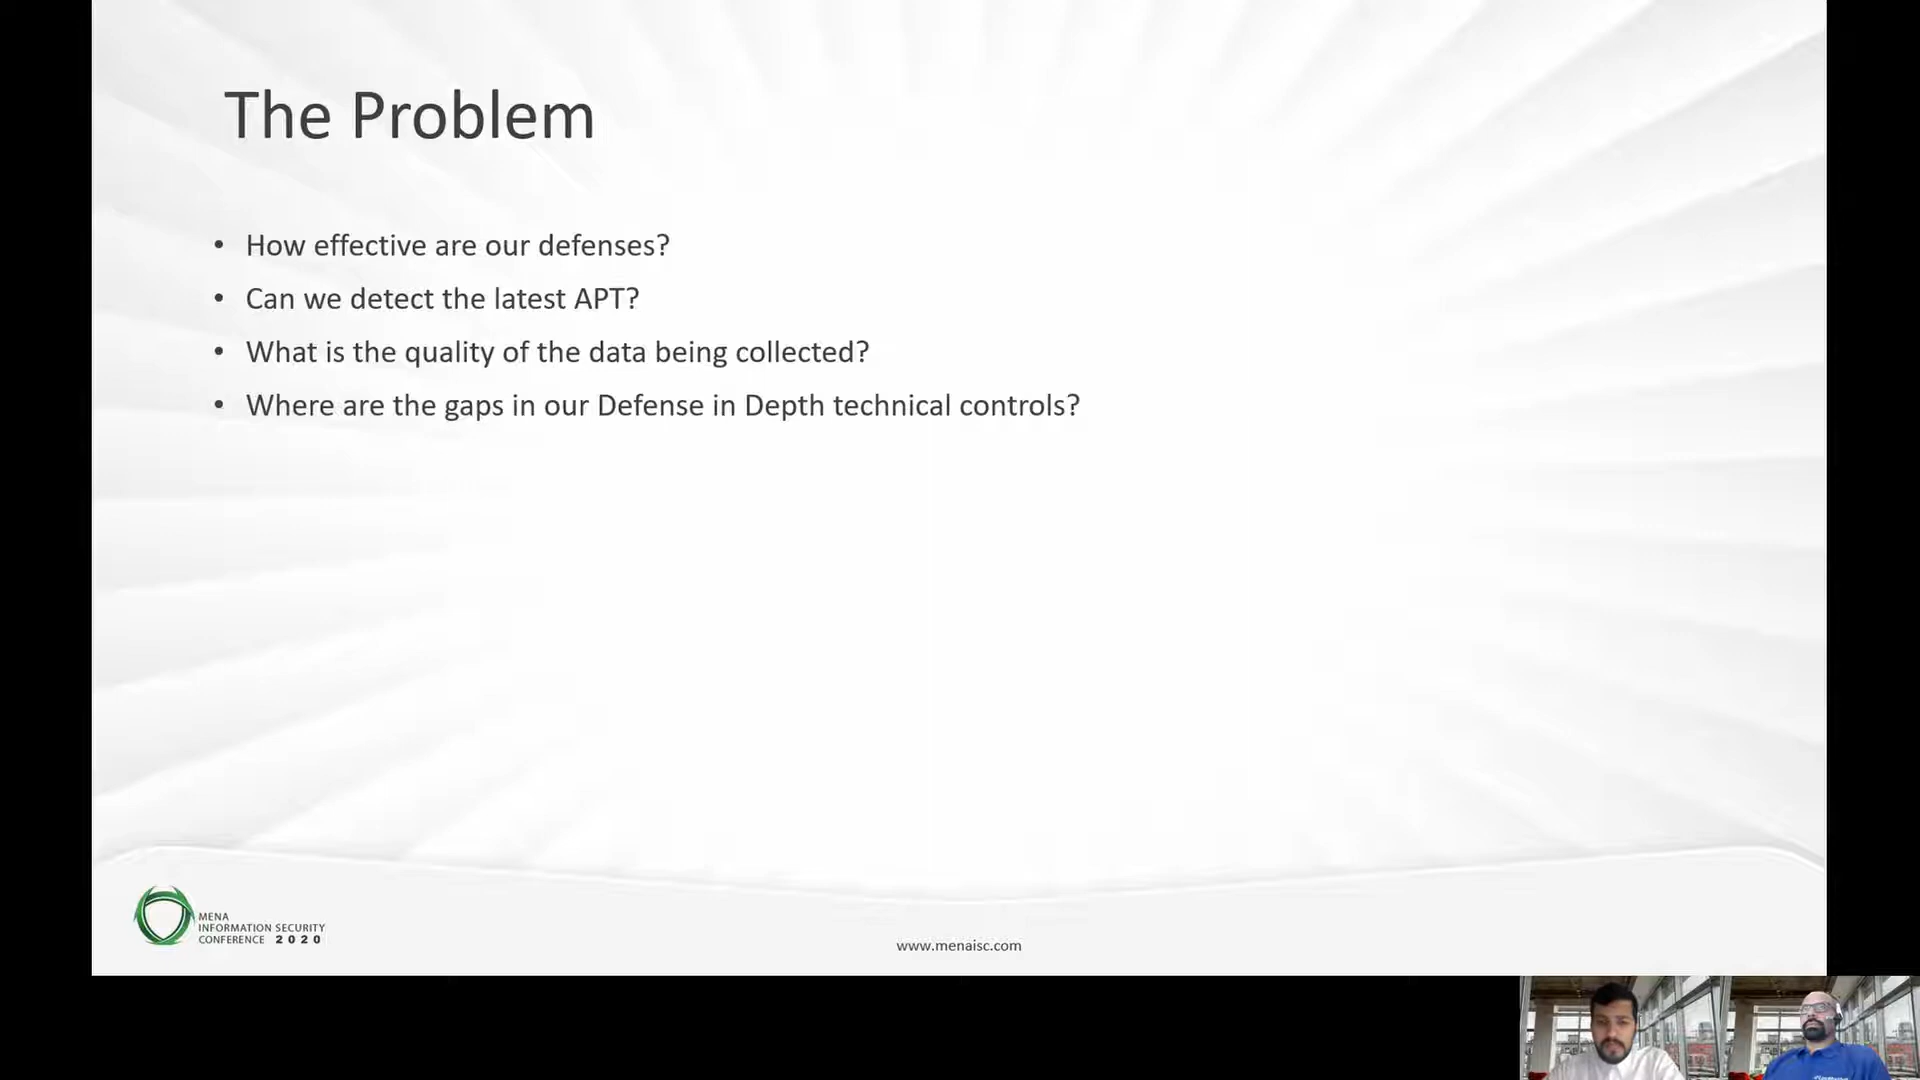 The Problem
• How effective are our defenses?
• Can we detect the latest APT?
• What is the quality of the data being collected?
• Where are the gaps in our Defense in Depth technical controls?
MENA
INFORMATION SECURITY
CONFERENCE 2020
www.menaisc.com